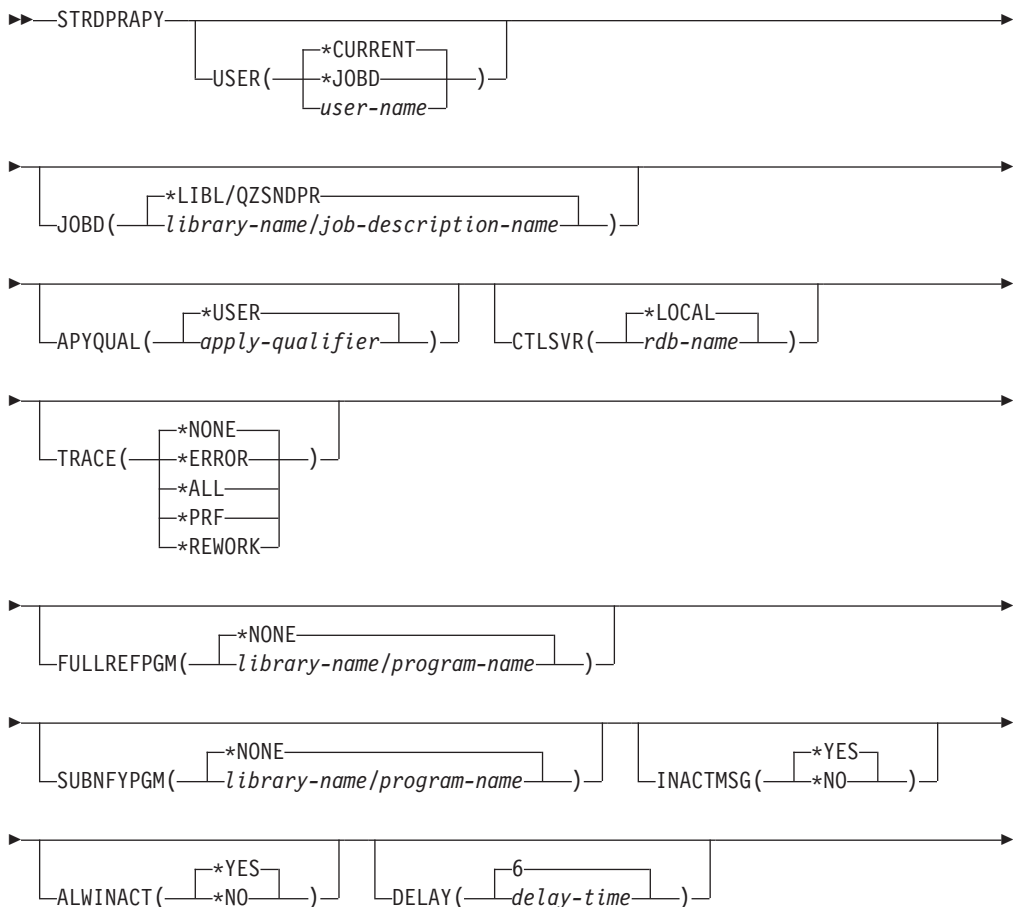 STRDPRAPY
*CURRENT
USER( *JOBD )
user-name
*LIBL/QZSNDPR
JOBD( library-name/job-description-name )
*USER *LOCAL
APYQUAL( apply-qualifier ) CTLSVR( rdb-name )
*NONE
TRACE( *ERROR )
*ALL
*PRF
*REWORK
*NONE
FULLREFPGM( library-name/program-name )
*NONE *YES
SUBNFYPGM( library-name/program-name ) INACTMSG( *NO )
*YES 6
ALWINACT( *NO ) DELAY( delay-time )